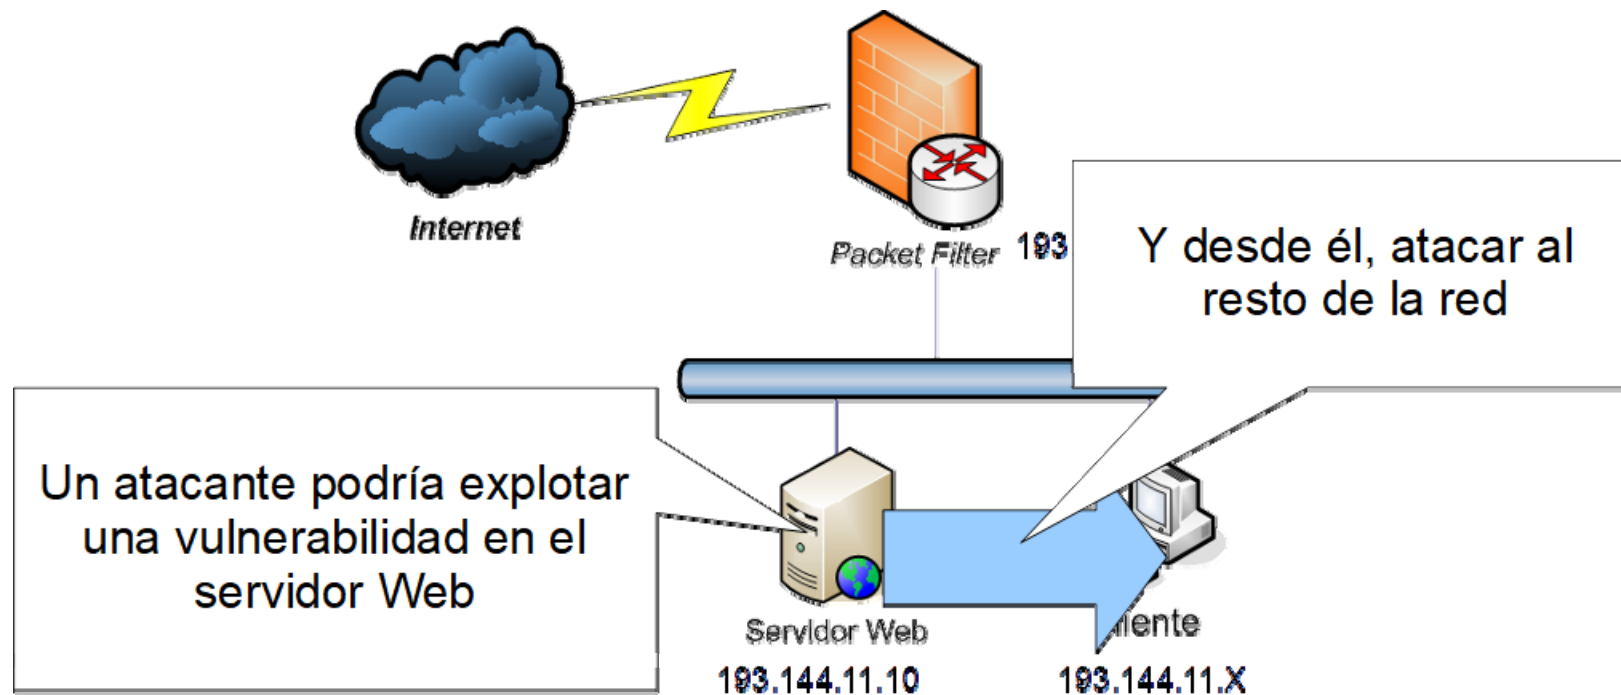 Internet
Packet Filter 193
Y desde él, atacar al
resto de la red
Un atacante podría explotar
una vulnerabilidad en el
servidor Web
Servidor Web
193.144.11.10
iente
193.144.11.X